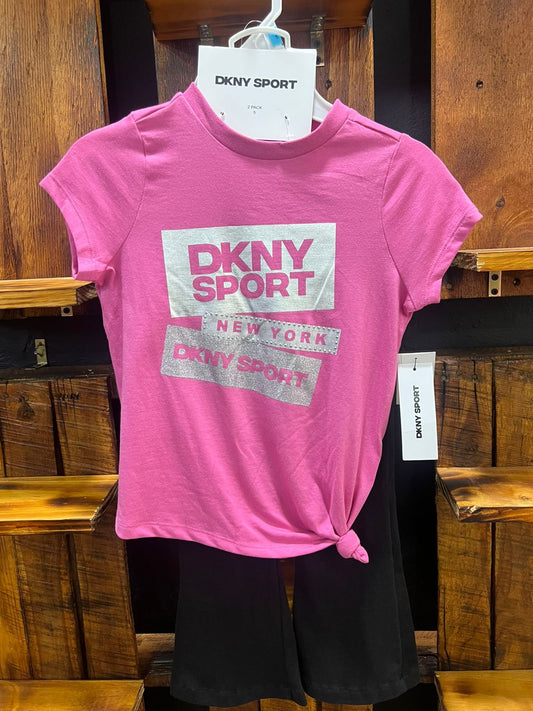 DKNY SPORT
2 PACK
5
DKNY
SPORT
NEW YORK
DKNY SPORT
DKNY SPORT